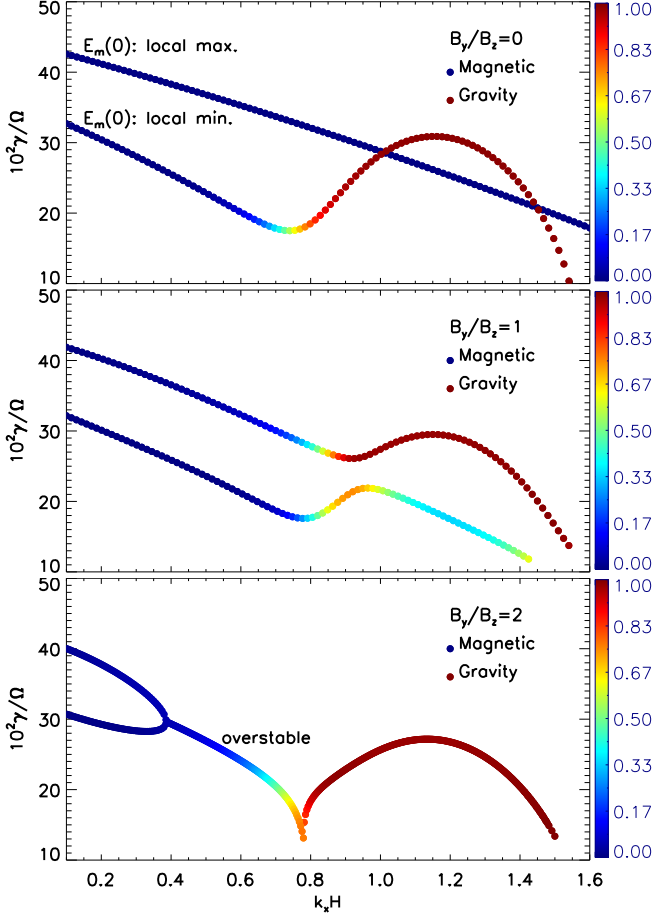 50
40
30
20
10
10²γ/Ω
E_m(0): local max.
E_m(0): local min.
B_y/B_z=0
Magnetic
Gravity
1.00
0.83
0.67
0.50
0.33
0.17
0.00
50
40
30
20
10
10²γ/Ω
B_y/B_z=1
Magnetic
Gravity
1.00
0.83
0.67
0.50
0.33
0.17
0.00
50
40
30
20
10
10²γ/Ω
overstable
B_y/B_z=2
Magnetic
Gravity
1.00
0.83
0.67
0.50
0.33
0.17
0.00
0.2 0.4 0.6 0.8 1.0 1.2 1.4 1.6
k_xH